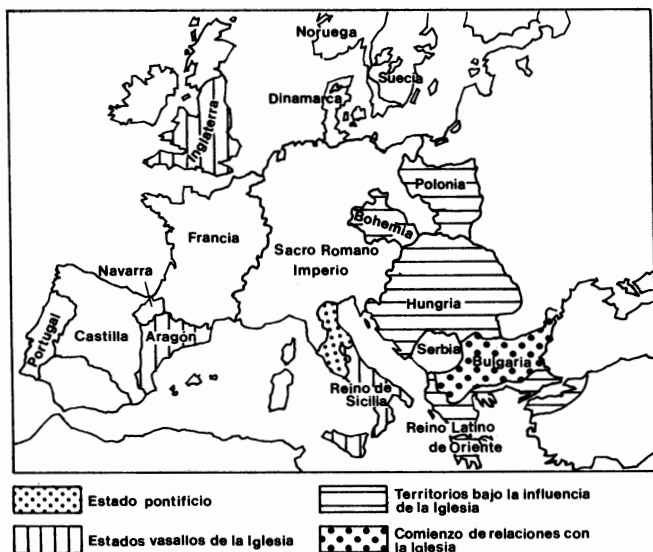 Noruega
Suecia
Dinamarca
Inglaterra
Polonia
Bohemia
Francia
Sacro Romano
Imperio
Navarra
Hungria
Portugal
Castilla
Aragón
Serbia
Bulgaria
Reino de
Sicilia
Reino Latino
de Oriente
Estado pontificio
Territorios bajo la influencia
de la Iglesia
Estados vasallos de la Iglesia
Comienzo de relaciones con
la Iglesia